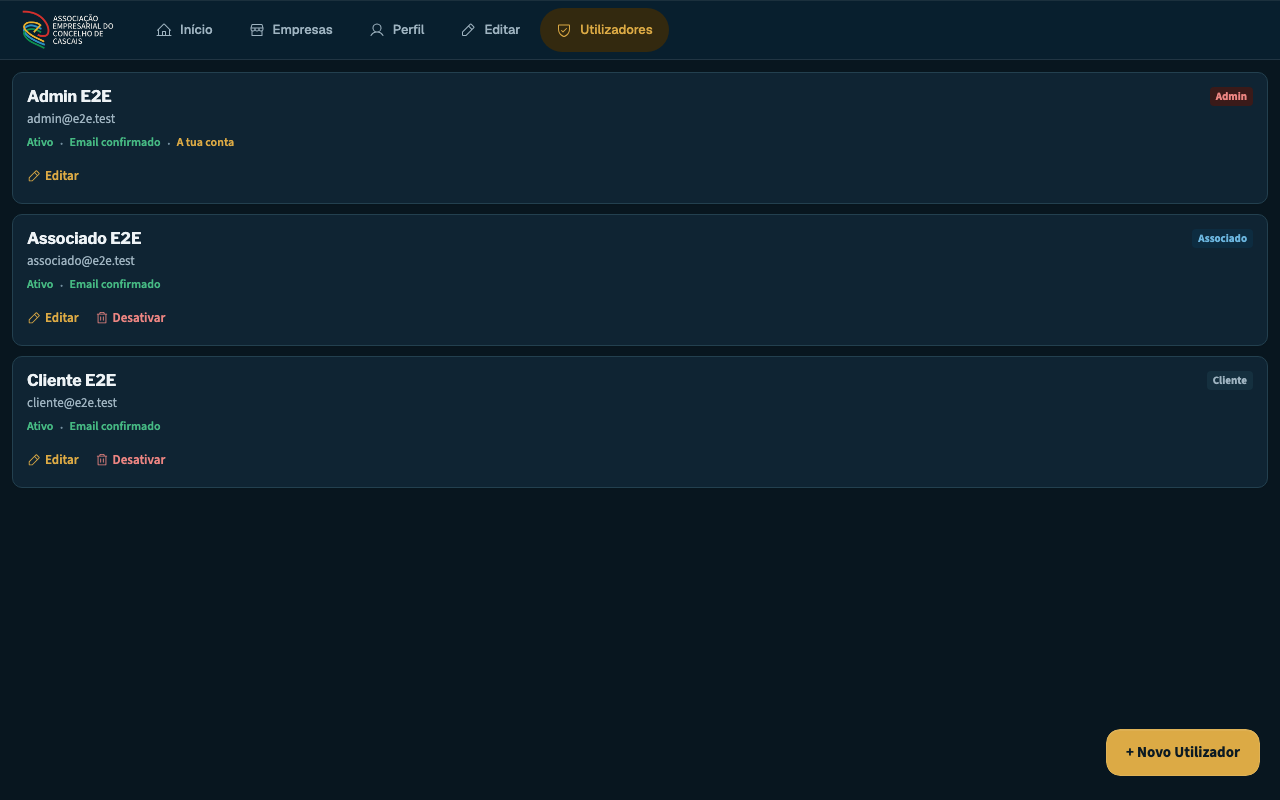 ASSOCIAÇÃO
EMPRESARIAL DO
CONCELHO DE
CASCAIS
Início
Empresas
Perfil
Editar
Utilizadores
Admin E2E
Admin
admin@e2e.test
Ativo · Email confirmado · A tua conta
Editar
Associado E2E
Associado
associado@e2e.test
Ativo · Email confirmado
Editar Desativar
Cliente E2E
Cliente
cliente@e2e.test
Ativo · Email confirmado
Editar Desativar
+ Novo Utilizador